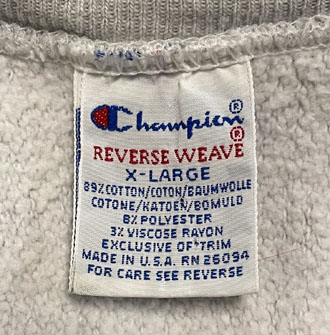 Champion®
®
REVERSE WEAVE
X-LARGE
89% COTTON/COTON/BAUMWOLLE
COTONE/KATOEN/BOMULD
8% POLYESTER
3% VISCOSE RAYON
EXCLUSIVE OF TRIM
MADE IN U.S.A. RN 26094
FOR CARE SEE REVERSE